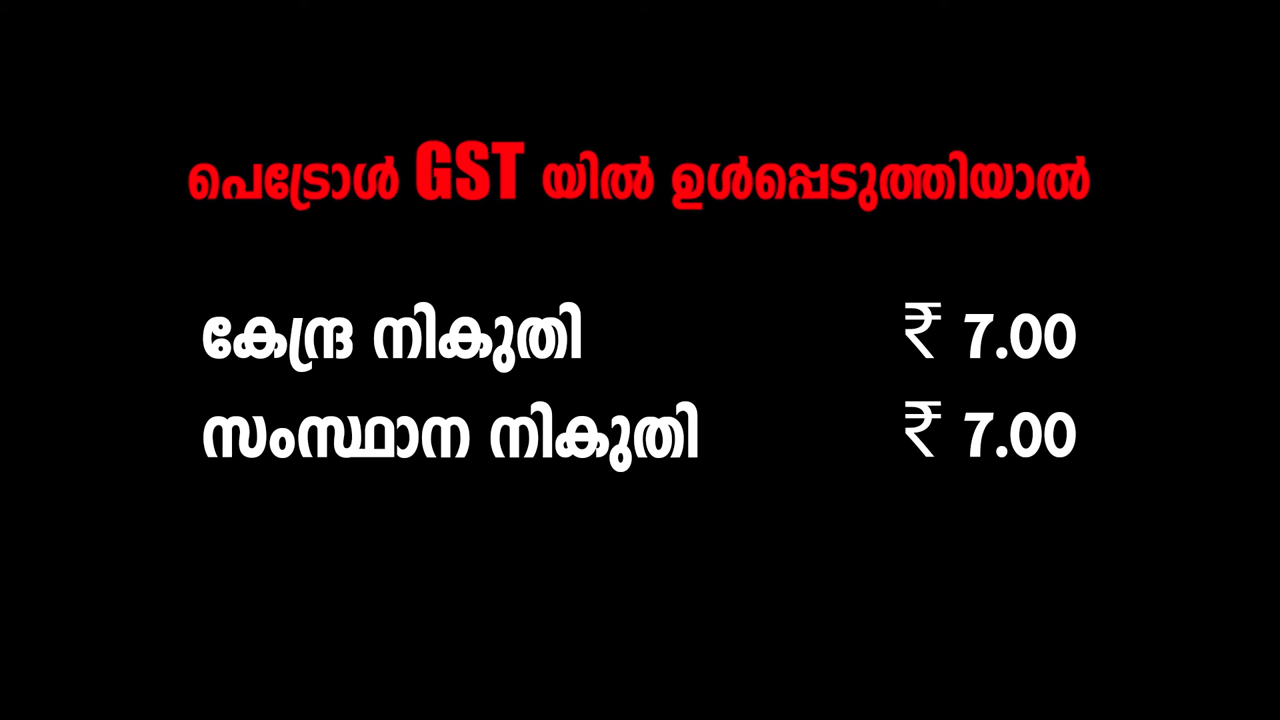 പെട്രോൾ GST യിൽ ഉൾപ്പെടുത്തിയാൽ
കേന്ദ്ര നികുതി ₹ 7.00
സംസ്ഥാന നികുതി ₹ 7.00